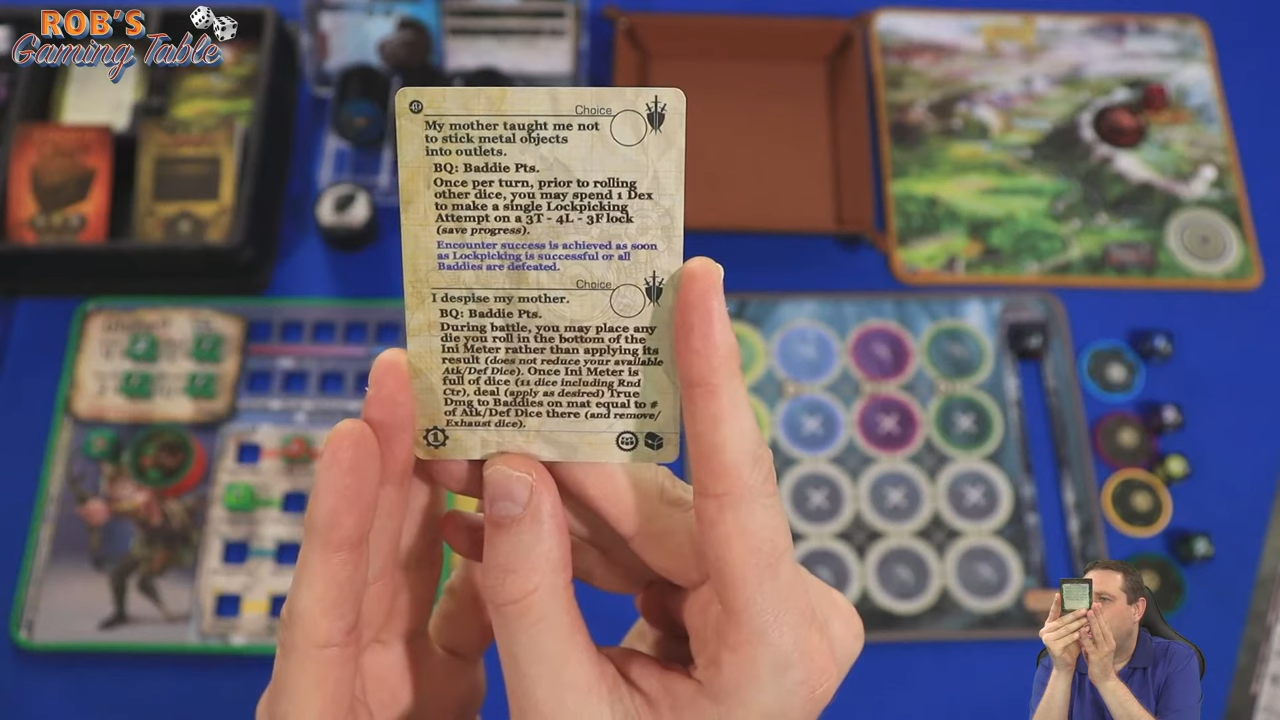 ROB'S
Gaming Table
Choice
My mother taught me not
to stick metal objects
into outlets.
BQ: Baddie Pts.
Once per turn, prior to rolling
other dice, you may spend 1 Dex
to make a single Lockpicking
Attempt on a 3T - 4L - 3F lock
(save progress).
Encounter success is achieved as soon
as Lockpicking is successful or all
Baddies are defeated.
Choice
I despise my mother.
BQ: Baddie Pts.
During battle, you may place any
die you roll in the bottom of the
Ini Meter rather than applying its
result (does not reduce your available
Atk/Def Dice). Once Ini Meter is
full of dice (11 dice including Rnd
Ctr), deal (apply as desired) True
Dmg to Baddies on mat equal to #
of Atk/Def Dice there (and remove/
Exhaust dice).
1